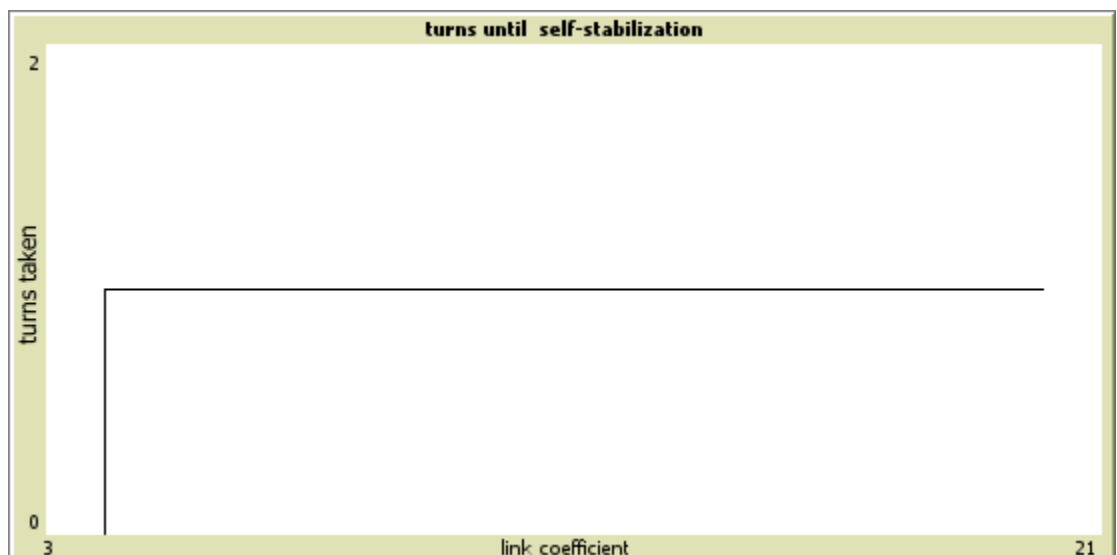 turns until self-stabilization
2
turns taken
0
3 link coefficient 21